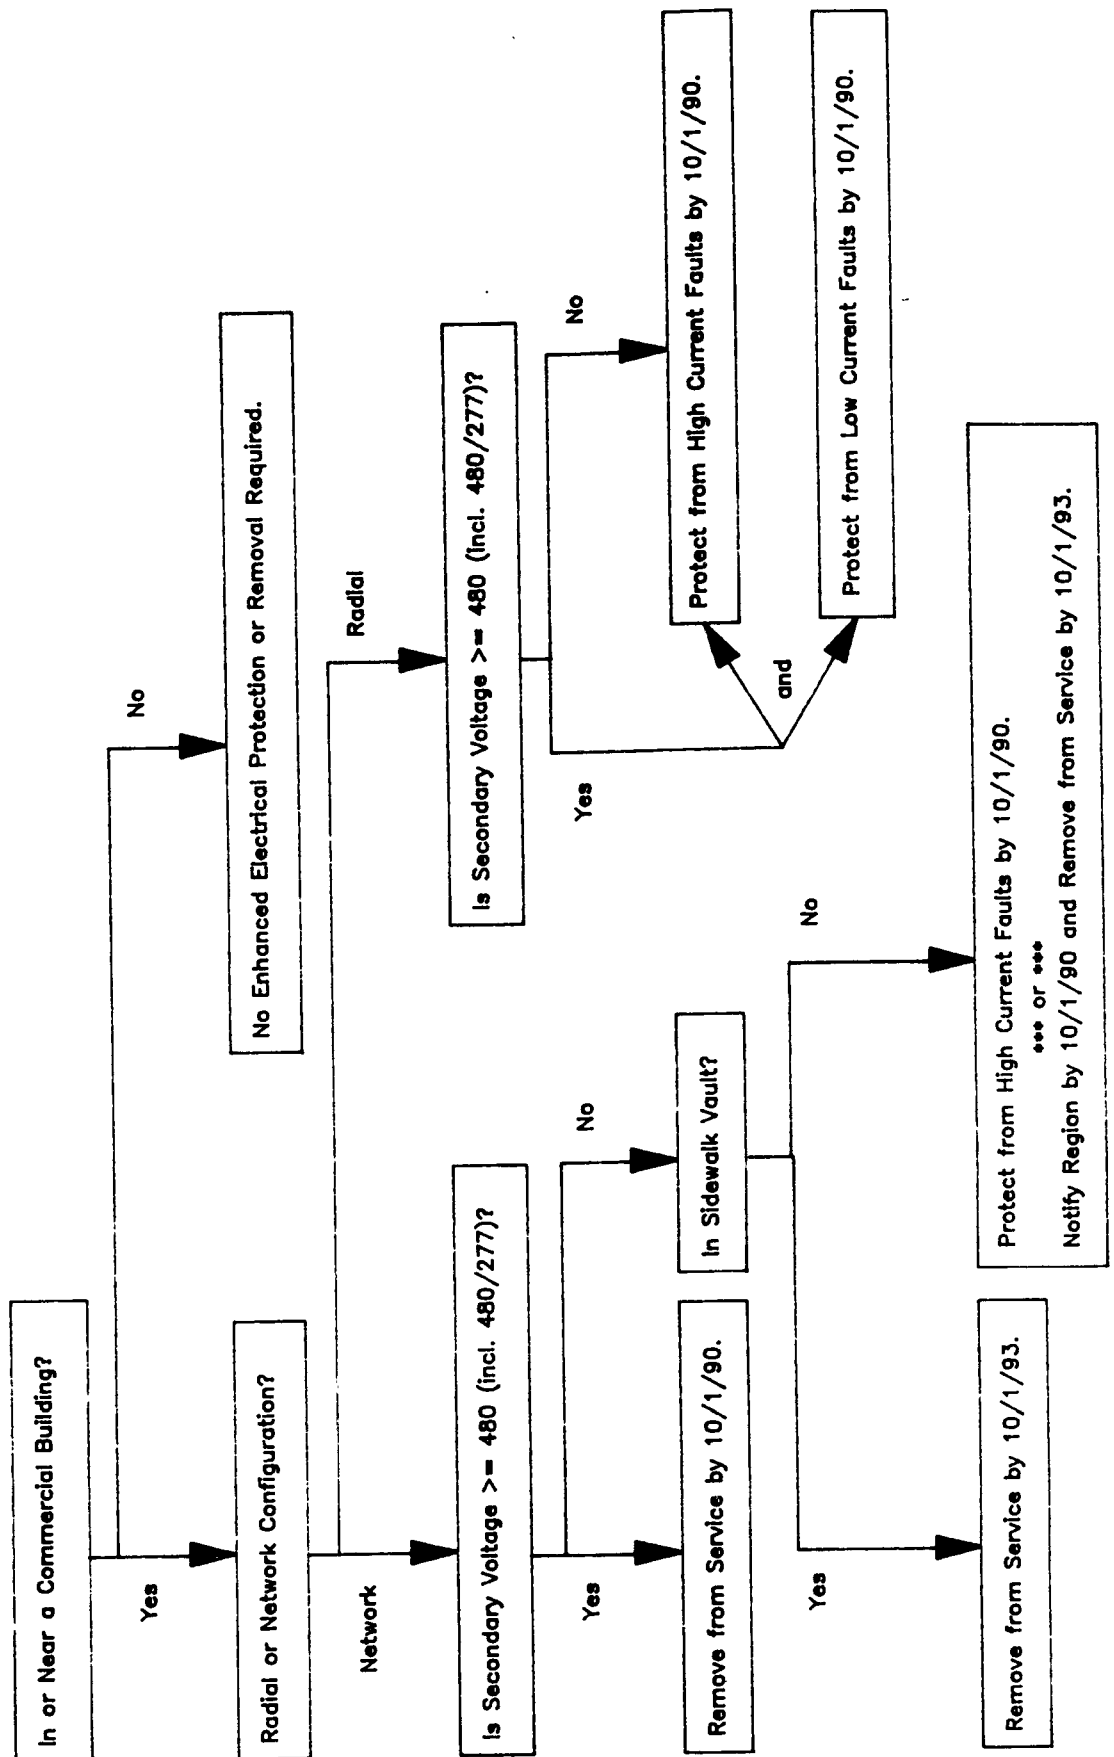 In or Near a Commercial Building?
Yes
No
Radial or Network Configuration?
No Enhanced Electrical Protection or Removal Required.
Network
Radial
Is Secondary Voltage >= 480 (incl. 480/277)?
Is Secondary Voltage >= 480 (incl. 480/277)?
Yes
No
Yes
No
Remove from Service by 10/1/90.
In Sidewalk Vault?
and
Protect from High Current Faults by 10/1/90.
Protect from Low Current Faults by 10/1/90.
Yes
No
Remove from Service by 10/1/93.
Protect from High Current Faults by 10/1/90.
*** or ***
Notify Region by 10/1/90 and Remove from Service by 10/1/93.